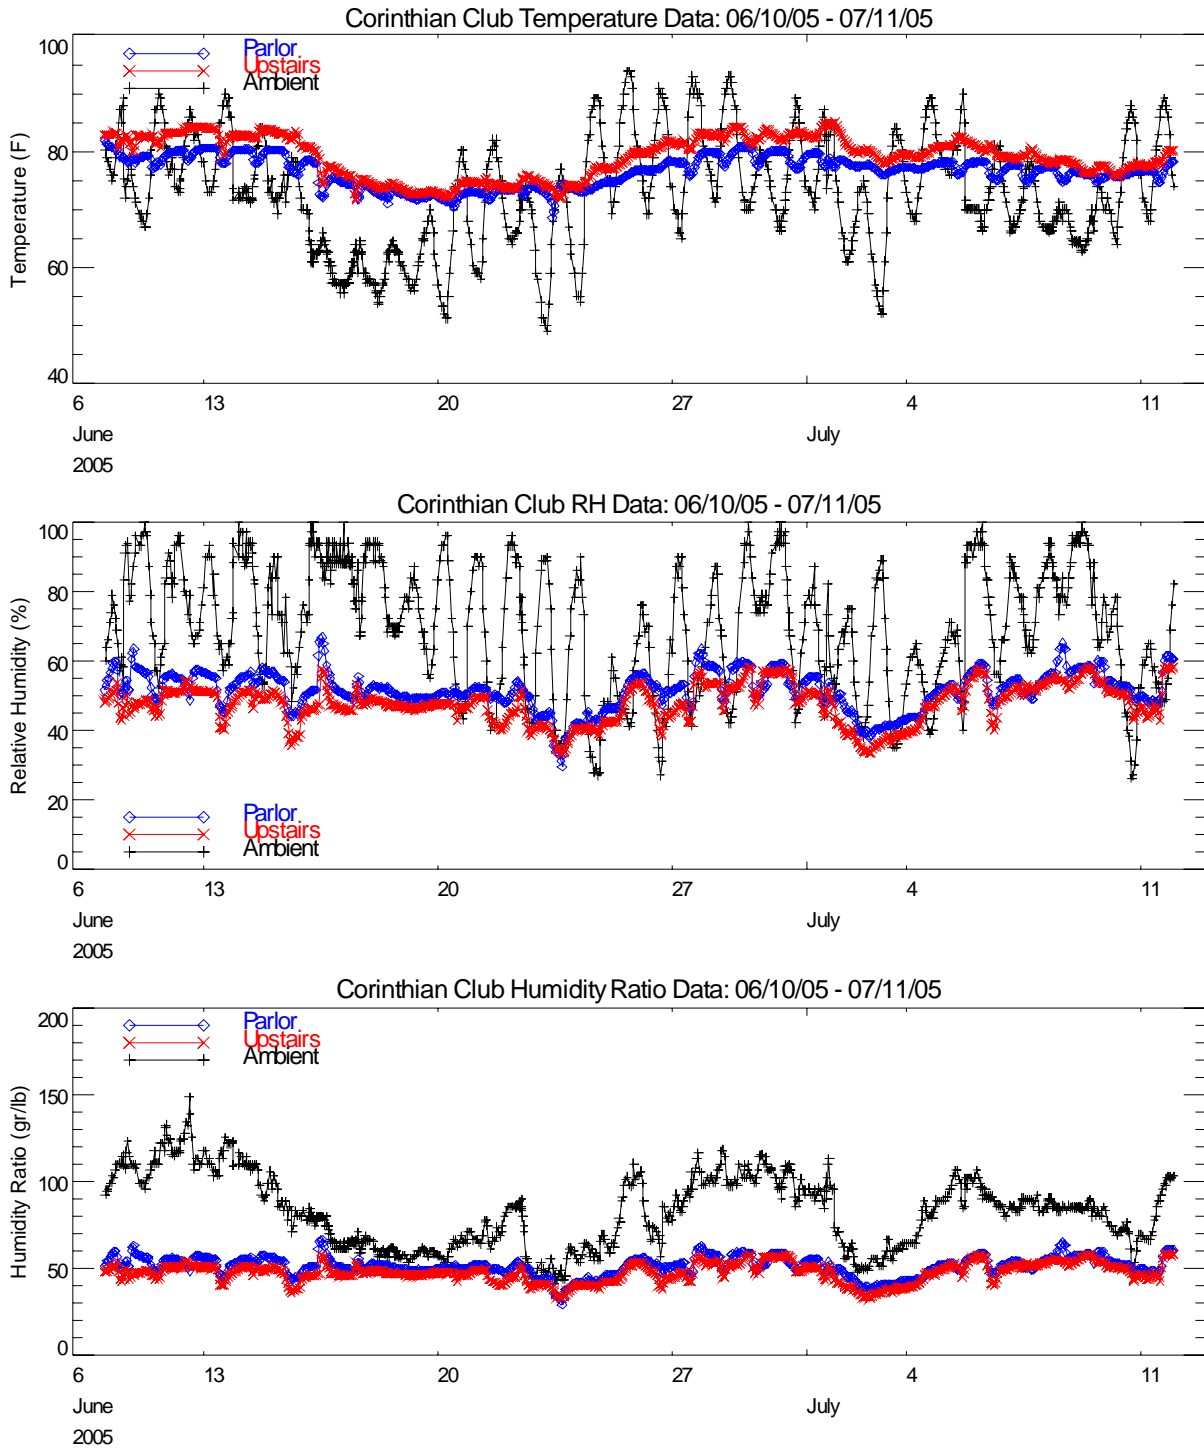 Corinthian Club Temperature Data: 06/10/05 - 07/11/05
Parlor
Upstairs
Ambient
Temperature (F)
100
80
60
40
6 13 20 27 4 11
June July
2005
Corinthian Club RH Data: 06/10/05 - 07/11/05
Relative Humidity (%)
100
80
60
40
20
0
Parlor
Upstairs
Ambient
6 13 20 27 4 11
June July
2005
Corinthian Club Humidity Ratio Data: 06/10/05 - 07/11/05
Parlor
Upstairs
Ambient
Humidity Ratio (gr/lb)
200
150
100
50
0
6 13 20 27 4 11
June July
2005